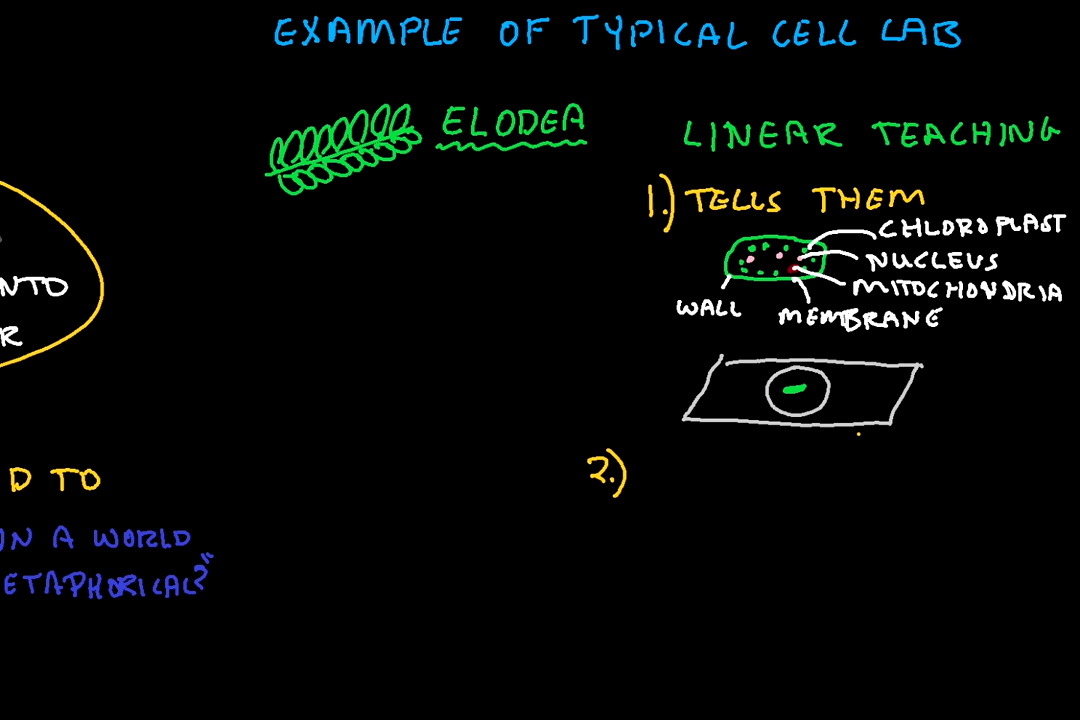 EXAMPLE OF TYPICAL CELL LAB
ELODEA
LINEAR TEACHING
1.) TELLS THEM
CHLOROPLAST
NUCLEUS
MITOCHONDRIA
WALL
MEMBRANE
2.)
NTO
R
D TO
ON A WORLD
ETAPHORICAL?"